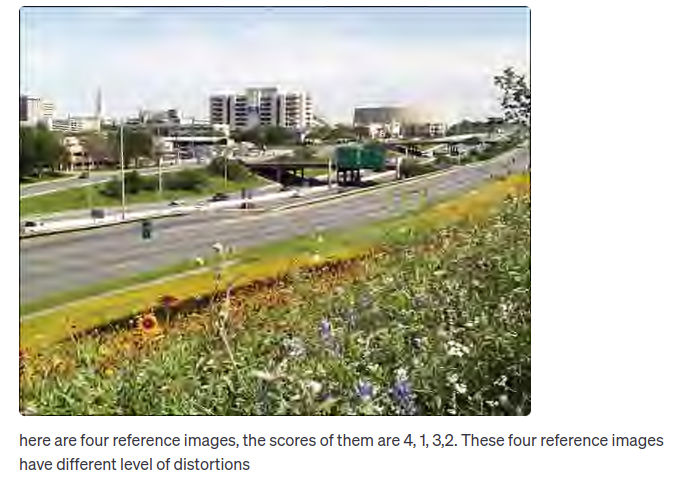 here are four reference images, the scores of them are 4, 1, 3,2. These four reference images
have different level of distortions